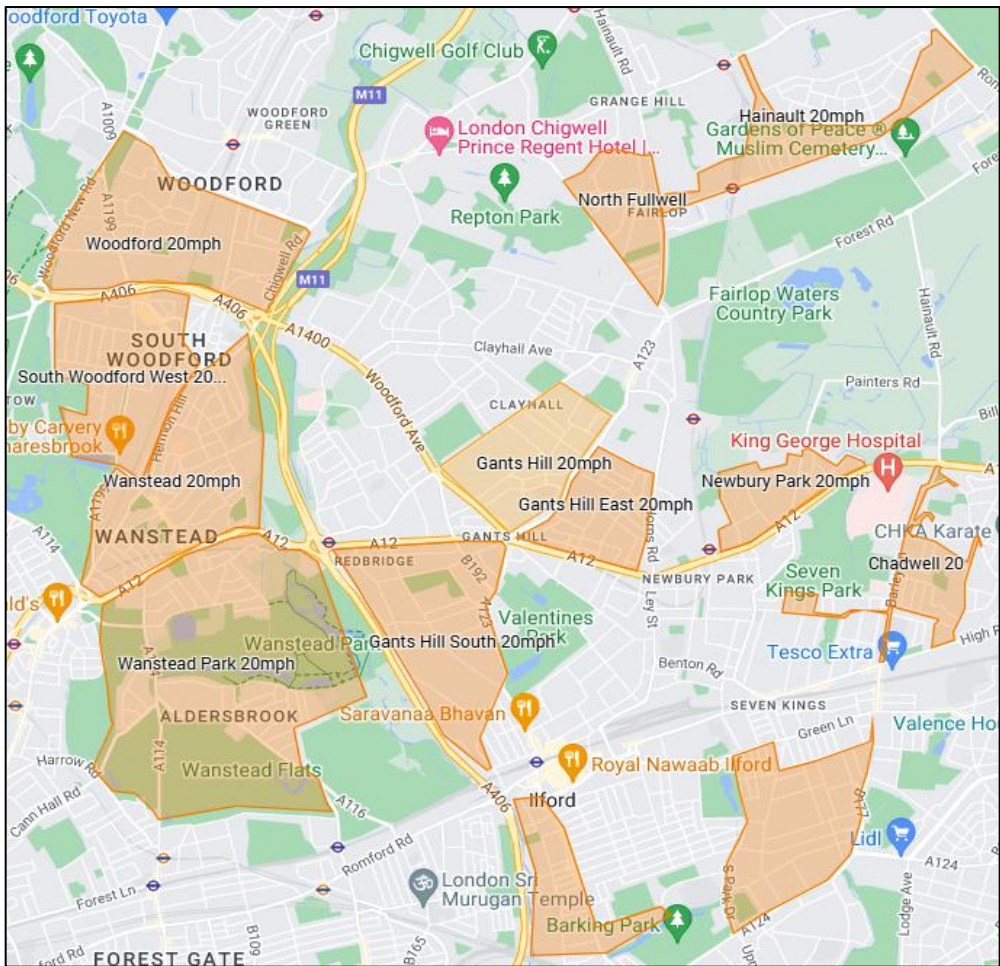 oodford Toyota
Chigwell Golf Club
Hainault Rd
M11
WOODFORD
GREEN
GRANGE HILL
A1009
London Chigwell
Prince Regent Hotel |...
Hainault 20mph
Gardens of Peace ®
Muslim Cemetery...
WOODFORD
A1199
Woodford New Rd
Woodford 20mph
Repton Park
North Fullwell
FAIRLOP
Forest Rd
Chigwell Rd
M11
A406
A406
A1400
Fairlop Waters
Country Park
Hainault Rd
SOUTH
WOODFORD
Clayhall Ave
A123
Woodford Ave
South Woodford West 20...
Painters Rd
CLAYHALL
Hermon Hill
by Carvery
naresbrook
King George Hospital
Wanstead 20mph
Gants Hill 20mph
Newbury Park 20mph
Gants Hill East 20mph
A12
WANSTEAD
A12
A12
GANTS HILL
A12
CHKA Karate
REDBRIDGE
B192
NEWBURY PARK
Seven
Kings Park
Chadwell 20
A114
A12
ld's
A123
Valentines
Park
Ley St
High R
Wanstead Park
Gants Hill South 20mph
Wanstead Park 20mph
Benton Rd
Tesco Extra
A114
ALDERSBROOK
Saravanaa Bhavan
SEVEN KINGS
Green Ln
Valence Ho
Harrow Rd
A114
Wanstead Flats
Royal Nawaab Ilford
Ilford
A406
Cann Hall Rd
A116
B177
Romford Rd
Lidl
A124
Forest Ln
London Sri
Murugan Temple
S Park Dr
Lodge Ave
Barking Park
A124
B109
B165
FOREST GATE